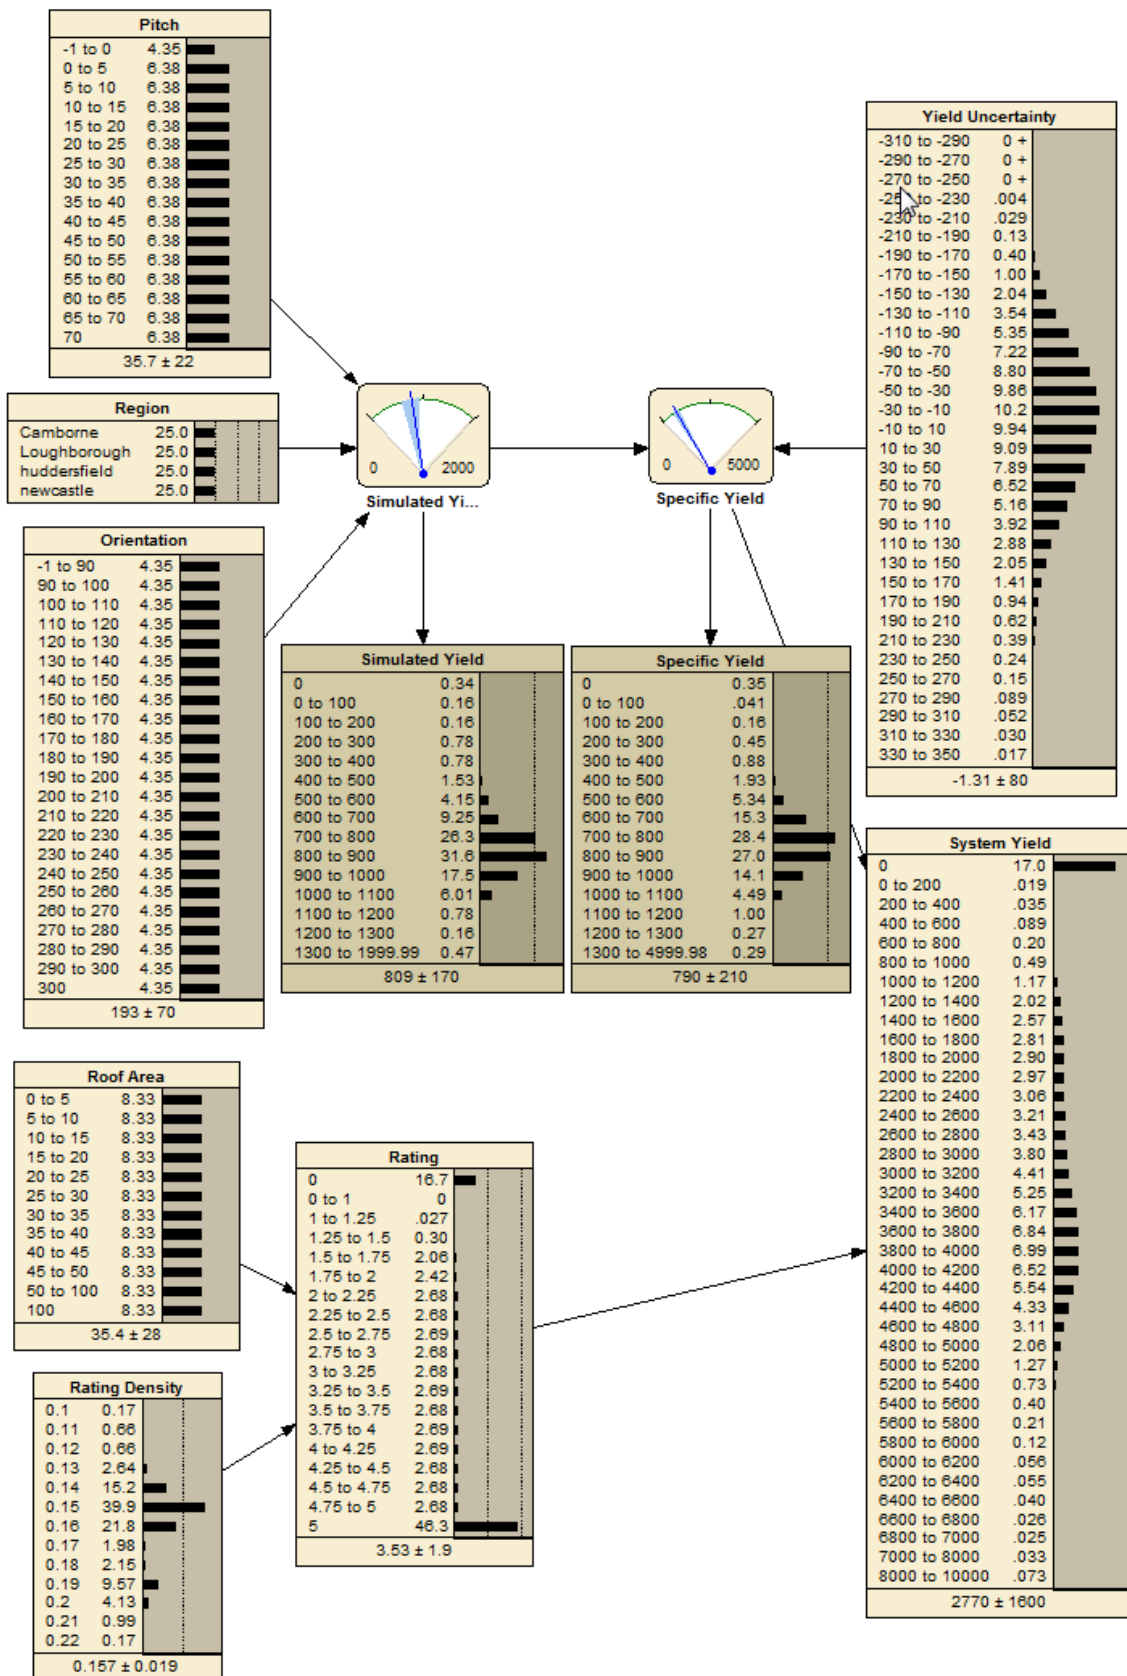 Pitch
-1 to 0 4.35
0 to 5 6.38
5 to 10 6.38
10 to 15 6.38
15 to 20 6.38
20 to 25 6.38
25 to 30 6.38
30 to 35 6.38
35 to 40 6.38
40 to 45 6.38
45 to 50 6.38
50 to 55 6.38
55 to 60 6.38
60 to 65 6.38
65 to 70 6.38
70 6.38
35.7 ± 22
Region
Camborne 25.0
Loughborough 25.0
huddersfield 25.0
newcastle 25.0
Orientation
-1 to 90 4.35
90 to 100 4.35
100 to 110 4.35
110 to 120 4.35
120 to 130 4.35
130 to 140 4.35
140 to 150 4.35
150 to 160 4.35
160 to 170 4.35
170 to 180 4.35
180 to 190 4.35
190 to 200 4.35
200 to 210 4.35
210 to 220 4.35
220 to 230 4.35
230 to 240 4.35
240 to 250 4.35
250 to 260 4.35
260 to 270 4.35
270 to 280 4.35
280 to 290 4.35
290 to 300 4.35
300 4.35
193 ± 70
0 2000
Simulated Yi...
0 5000
Specific Yield
Simulated Yield
0 0.34
0 to 100 0.16
100 to 200 0.16
200 to 300 0.78
300 to 400 0.78
400 to 500 1.53
500 to 600 4.15
600 to 700 9.25
700 to 800 26.3
800 to 900 31.6
900 to 1000 17.5
1000 to 1100 6.01
1100 to 1200 0.78
1200 to 1300 0.16
1300 to 1999.99 0.47
809 ± 170
Specific Yield
0 0.35
0 to 100 .041
100 to 200 0.16
200 to 300 0.45
300 to 400 0.88
400 to 500 1.93
500 to 600 5.34
600 to 700 15.3
700 to 800 28.4
800 to 900 27.0
900 to 1000 14.1
1000 to 1100 4.49
1100 to 1200 1.00
1200 to 1300 0.27
1300 to 4999.98 0.29
790 ± 210
Yield Uncertainty
-310 to -290 0 +
-290 to -270 0 +
-270 to -250 0 +
to -230 .004
-230 to -210 .029
-210 to -190 0.13
-190 to -170 0.40
-170 to -150 1.00
-150 to -130 2.04
-130 to -110 3.54
-110 to -90 5.35
-90 to -70 7.22
-70 to -50 8.80
-50 to -30 9.86
-30 to -10 10.2
-10 to 10 9.94
10 to 30 9.09
30 to 50 7.89
50 to 70 6.52
70 to 90 5.16
90 to 110 3.92
110 to 130 2.88
130 to 150 2.05
150 to 170 1.41
170 to 190 0.94
190 to 210 0.62
210 to 230 0.39
230 to 250 0.24
250 to 270 0.15
270 to 290 .089
290 to 310 .052
310 to 330 .030
330 to 350 .017
-1.31 ± 80
Roof Area
0 to 5 8.33
5 to 10 8.33
10 to 15 8.33
15 to 20 8.33
20 to 25 8.33
25 to 30 8.33
30 to 35 8.33
35 to 40 8.33
40 to 45 8.33
45 to 50 8.33
50 to 100 8.33
100 8.33
35.4 ± 28
Rating Density
0.1 0.17
0.11 0.66
0.12 0.66
0.13 2.64
0.14 15.2
0.15 39.9
0.16 21.8
0.17 1.98
0.18 2.15
0.19 9.57
0.2 4.13
0.21 0.99
0.22 0.17
0.157 ± 0.019
Rating
0 16.7
0 to 1 0
1 to 1.25 .027
1.25 to 1.5 0.30
1.5 to 1.75 2.06
1.75 to 2 2.42
2 to 2.25 2.68
2.25 to 2.5 2.68
2.5 to 2.75 2.69
2.75 to 3 2.68
3 to 3.25 2.68
3.25 to 3.5 2.69
3.5 to 3.75 2.68
3.75 to 4 2.69
4 to 4.25 2.69
4.25 to 4.5 2.68
4.5 to 4.75 2.68
4.75 to 5 2.68
5 46.3
3.53 ± 1.9
System Yield
0 17.0
0 to 200 .019
200 to 400 .035
400 to 600 .089
600 to 800 0.20
800 to 1000 0.49
1000 to 1200 1.17
1200 to 1400 2.02
1400 to 1600 2.57
1600 to 1800 2.81
1800 to 2000 2.90
2000 to 2200 2.97
2200 to 2400 3.06
2400 to 2600 3.21
2600 to 2800 3.43
2800 to 3000 3.80
3000 to 3200 4.41
3200 to 3400 5.25
3400 to 3600 6.17
3600 to 3800 6.84
3800 to 4000 6.99
4000 to 4200 6.52
4200 to 4400 5.54
4400 to 4600 4.33
4600 to 4800 3.11
4800 to 5000 2.06
5000 to 5200 1.27
5200 to 5400 0.73
5400 to 5600 0.40
5600 to 5800 0.21
5800 to 6000 0.12
6000 to 6200 .056
6200 to 6400 .055
6400 to 6600 .040
6600 to 6800 .026
6800 to 7000 .025
7000 to 8000 .033
8000 to 10000 .073
2770 ± 1600